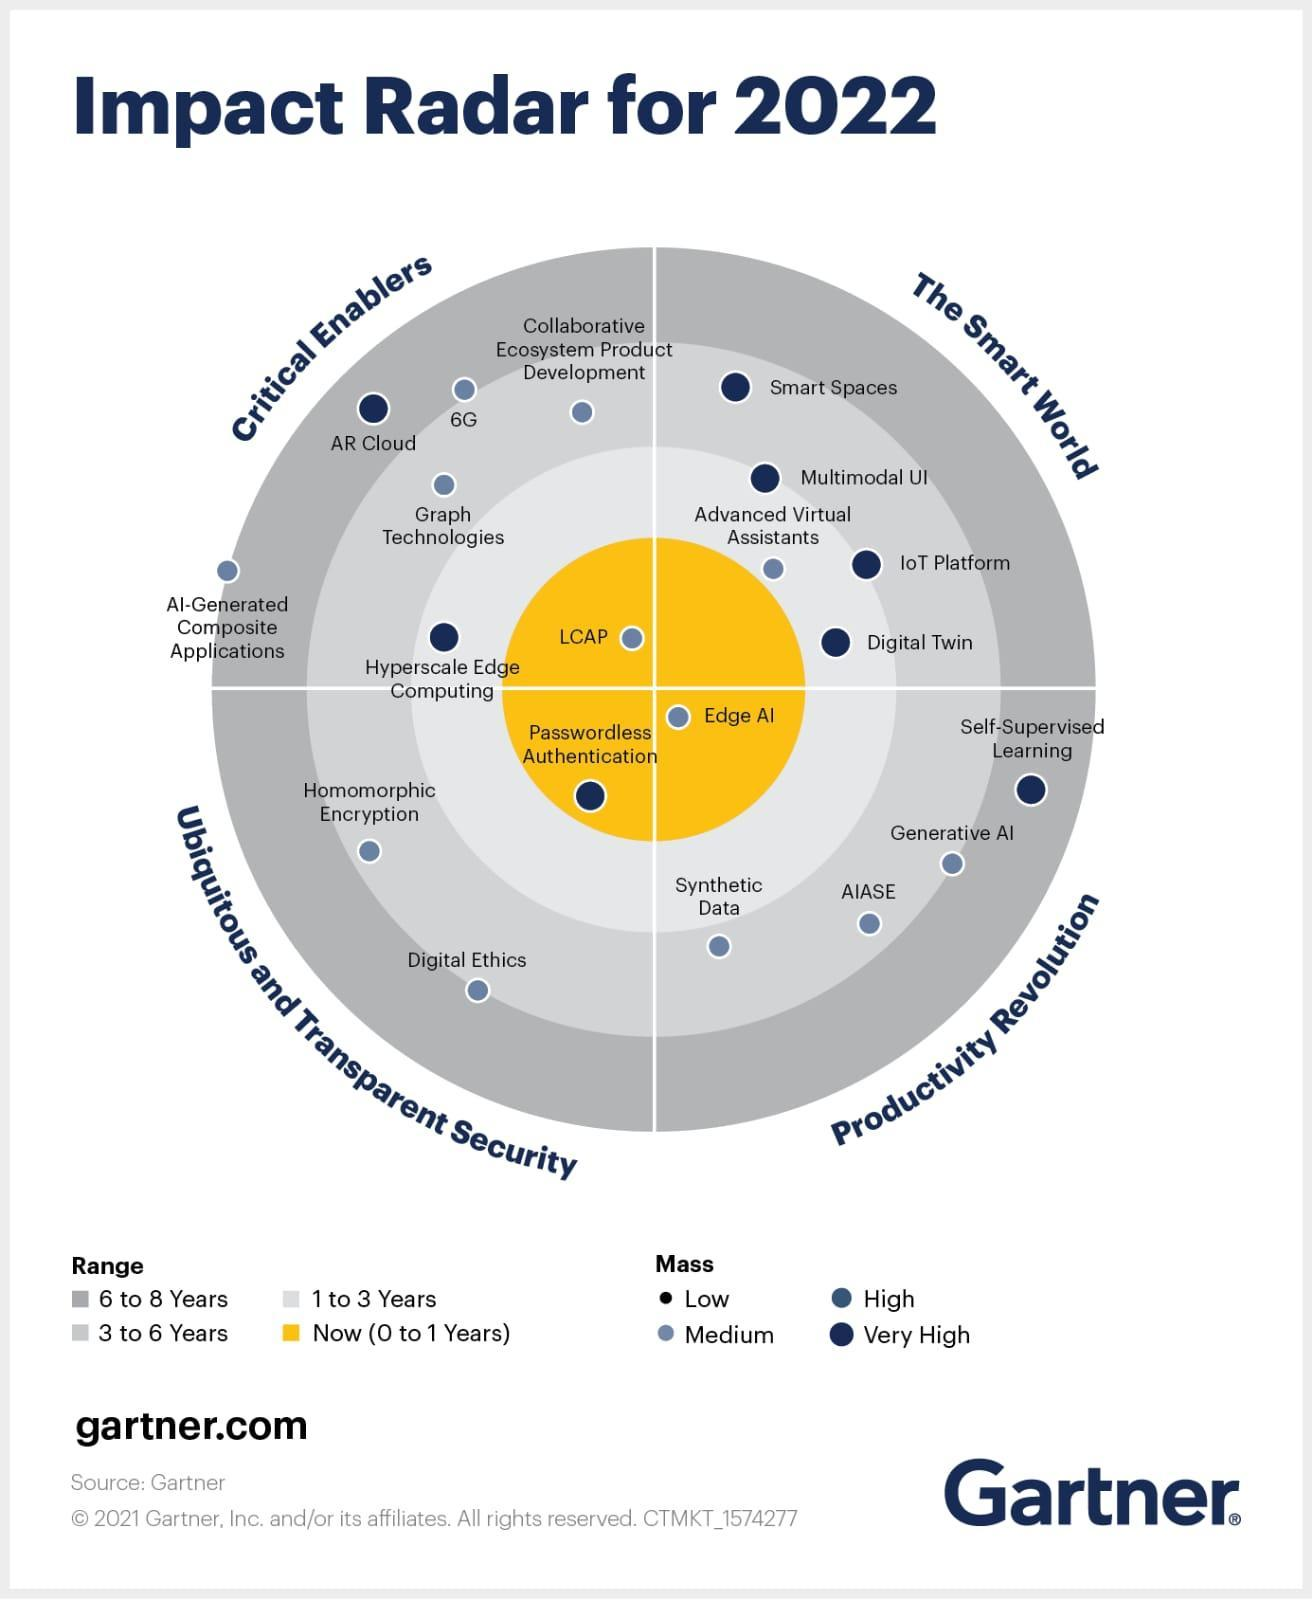 Impact Radar for 2022
Critical Enablers
The Smart World
Collaborative
Ecosystem Product
Development
6G
AR Cloud
Smart Spaces
Graph
Technologies
Multimodal UI
Advanced Virtual
Assistants
IoT Platform
AI-Generated
Composite
Applications
LCAP
Digital Twin
Hyperscale Edge
Computing
Edge AI
Passwordless
Authentication
Self-Supervised
Learning
Homomorphic
Encryption
Generative AI
Synthetic
Data
AIASE
Digital Ethics
Ubiquitous and Transparent Security
Productivity Revolution
Range
6 to 8 Years
1 to 3 Years
3 to 6 Years
Now (0 to 1 Years)
Mass
Low
High
Medium
Very High
gartner.com
Source: Gartner
© 2021 Gartner, Inc. and/or its affiliates. All rights reserved. CTMKT_1574277
Gartner®